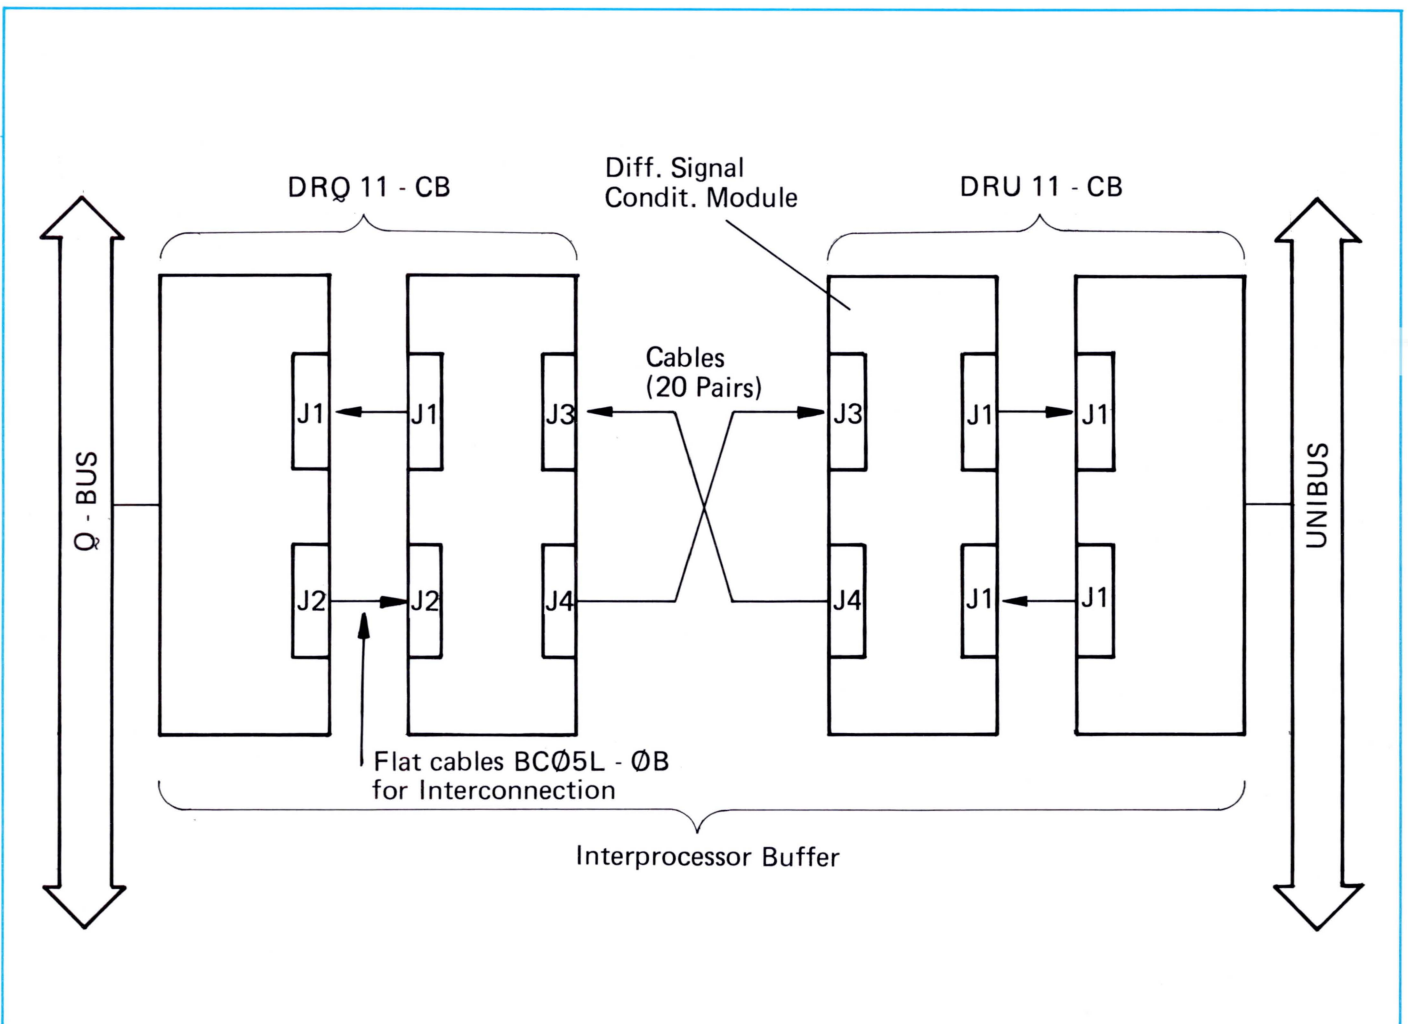 DRQ 11 - CB
Diff. Signal
Condit. Module
DRU 11 - CB
Q - BUS
J1
J1
J3
Cables
(20 Pairs)
J3
J1
J1
UNIBUS
J2
J2
J4
J4
J1
J1
Flat cables BCØ5L - ØB
for Interconnection
Interprocessor Buffer